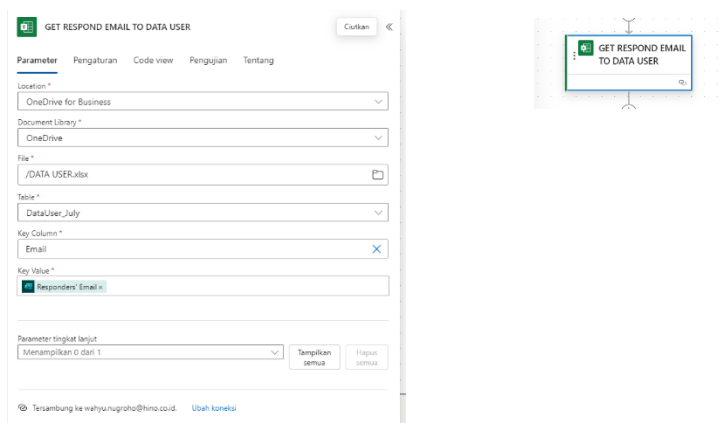 GET RESPOND EMAIL TO DATA USER
Ciutkan
Parameter Pengaturan Code view Pengujian Tentang
Location *
OneDrive for Business
Document Library *
OneDrive
File *
/DATA USER.xlsx
Table *
DataUser_July
Key Column *
Email
Key Value *
Responders' Email ×
Parameter tingkat lanjut
Menampilkan 0 dari 1
Tampilkan
semua
Hapus
semua
Tersambung ke wahyu.nugroho@hino.co.id. Ubah koneksi
GET RESPOND EMAIL
TO DATA USER